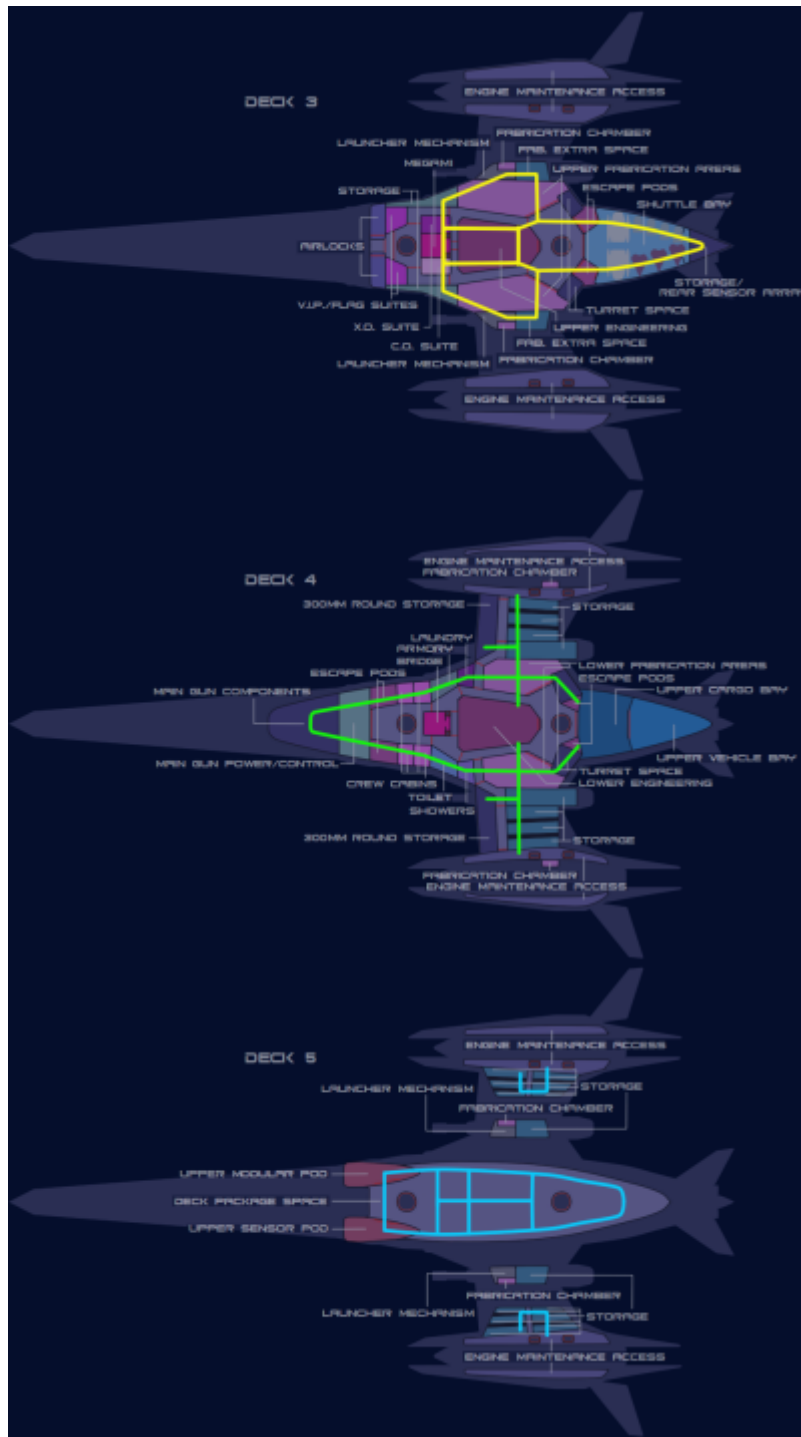 DECK 3
ENGINE MAINTENANCE ACCESS
FABRICATION CHAMBER
LAUNCHER MECHANISM
FAB. EXTRA SPACE
MEGAMI
UPPER FABRICATION AREAS
STORAGE
ESCAPE PODS
SHUTTLE BAY
AIRLOCKS
STORAGE/
REAR SENSOR ARRAY
V.I.P./FLAG SUITES
TURRET SPACE
X.O. SUITE
UPPER ENGINEERING
C.O. SUITE
FAB. EXTRA SPACE
LAUNCHER MECHANISM
FABRICATION CHAMBER
ENGINE MAINTENANCE ACCESS
DECK 4
ENGINE MAINTENANCE ACCESS
FABRICATION CHAMBER
300MM ROUND STORAGE
STORAGE
LAUNDRY
ARMORY
BRIDGE
LOWER FABRICATION AREAS
ESCAPE PODS
ESCAPE PODS
MAIN GUN COMPONENTS
UPPER CARGO BAY
MAIN GUN POWER/CONTROL
UPPER VEHICLE BAY
CREW CABINS
TURRET SPACE
TOILET
LOWER ENGINEERING
SHOWERS
300MM ROUND STORAGE
STORAGE
FABRICATION CHAMBER
ENGINE MAINTENANCE ACCESS
DECK 5
ENGINE MAINTENANCE ACCESS
LAUNCHER MECHANISM
STORAGE
FABRICATION CHAMBER
UPPER MODULAR POD
DECK PACKAGE SPACE
UPPER SENSOR POD
FABRICATION CHAMBER
LAUNCHER MECHANISM
STORAGE
ENGINE MAINTENANCE ACCESS